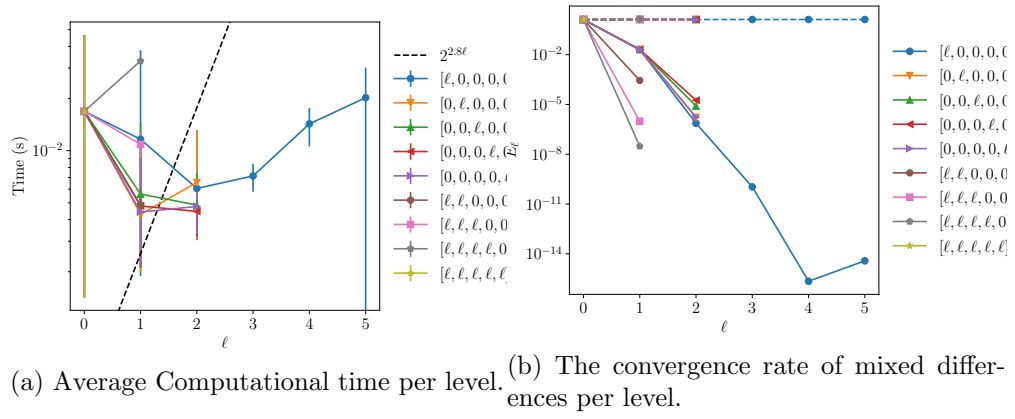 Time (s)
10^{-2}
0 1 2 3 4 5
ℓ
2^{2.8ℓ}
[ℓ, 0, 0, 0, 0
[0, ℓ, 0, 0, 0
[0, 0, ℓ, 0, 0
[0, 0, 0, ℓ, 0
[0, 0, 0, 0, ℓ
[ℓ, ℓ, 0, 0, 0
[ℓ, ℓ, ℓ, 0, 0
[ℓ, ℓ, ℓ, ℓ, 0
[ℓ, ℓ, ℓ, ℓ, ℓ]
(a) Average Computational time per level.
E_ℓ
10^{-2}
10^{-5}
10^{-8}
10^{-11}
10^{-14}
0 1 2 3 4 5
ℓ
[ℓ, 0, 0, 0, 0
[0, ℓ, 0, 0, 0
[0, 0, ℓ, 0, 0
[0, 0, 0, ℓ, 0
[0, 0, 0, 0, ℓ
[ℓ, ℓ, 0, 0, 0
[ℓ, ℓ, ℓ, 0, 0
[ℓ, ℓ, ℓ, ℓ, 0
[ℓ, ℓ, ℓ, ℓ, ℓ]
(b) The convergence rate of mixed differ-
ences per level.